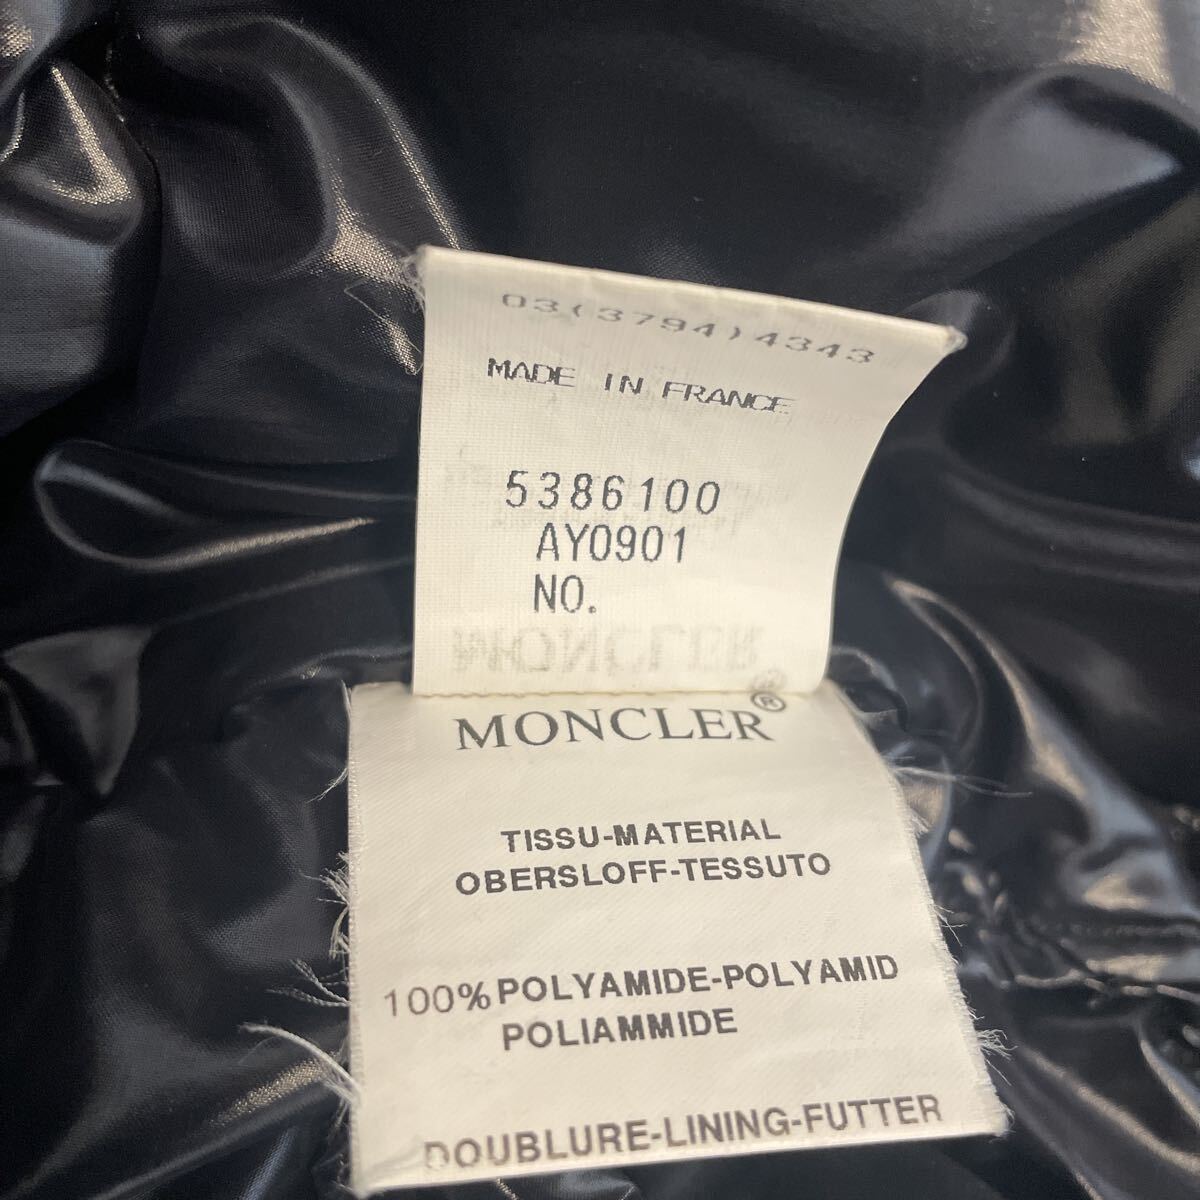 03(3794)4343
MADE IN FRANCE
5386100
AY0901
NO.
MONCLER®
TISSU-MATERIAL
OBERSLOFF-TESSUTO
100% POLYAMIDE-POLYAMID
POLIAMMIDE
DOUBLURE-LINING-FUTTER